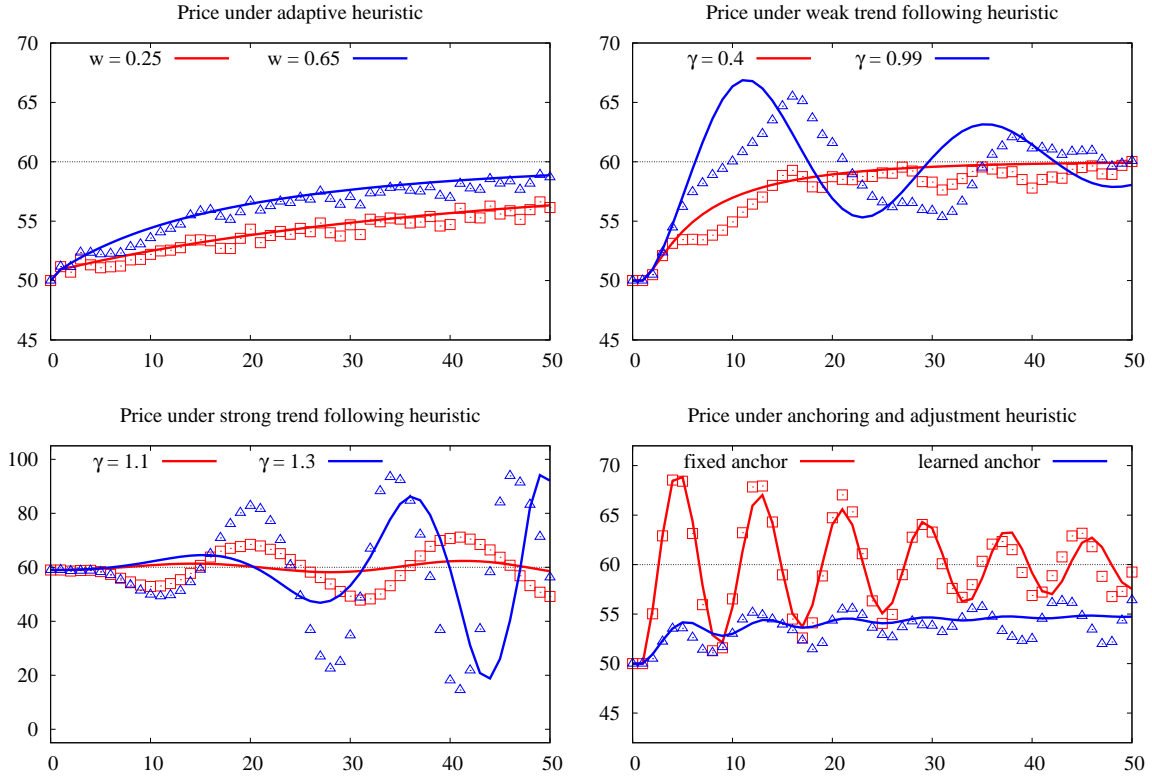 Price under adaptive heuristic
w = 0.25 w = 0.65
70
65
60
55
50
45
0 10 20 30 40 50
Price under weak trend following heuristic
γ = 0.4 γ = 0.99
70
65
60
55
50
45
0 10 20 30 40 50
Price under strong trend following heuristic
γ = 1.1 γ = 1.3
100
80
60
40
20
0
0 10 20 30 40 50
Price under anchoring and adjustment heuristic
fixed anchor learned anchor
70
65
60
55
50
45
0 10 20 30 40 50